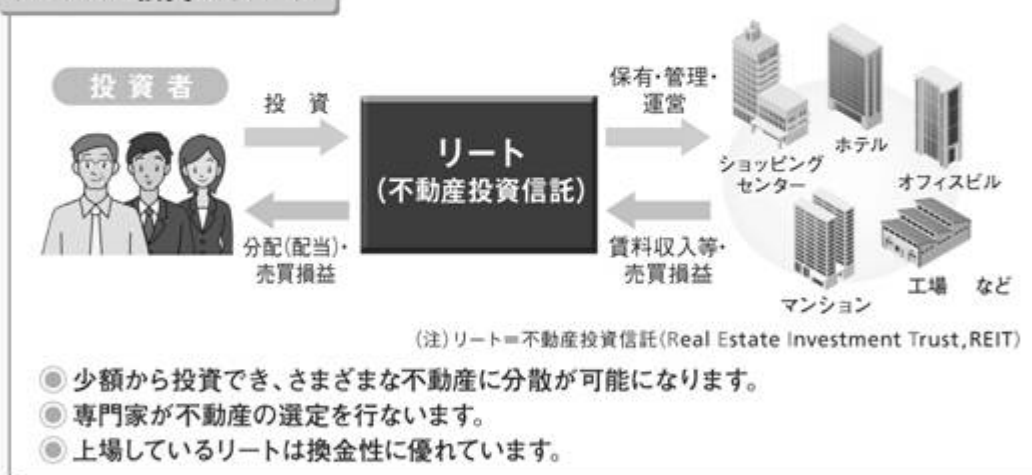 投資者
投資
リート
(不動産投資信託)
分配(配当)・
売買損益
保有・管理・
運営
賃料収入等・
売買損益
ショッピング
センター
ホテル
オフィスビル
マンション
工場 など
(注)リート=不動産投資信託(Real Estate Investment Trust,REIT)
◉少額から投資でき、さまざまな不動産に分散が可能になります。
◉専門家が不動産の選定を行ないます。
◉上場しているリートは換金性に優れています。